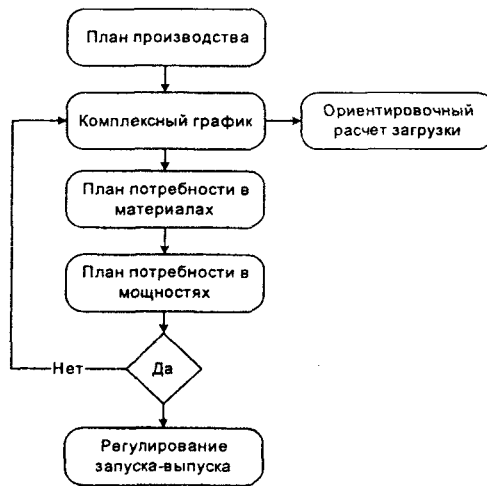 План производства
Комплексный график
Ориентировочный
расчет загрузки
План потребности в
материалах
План потребности в
мощностях
Нет
Да
Регулирование
запуска-выпуска